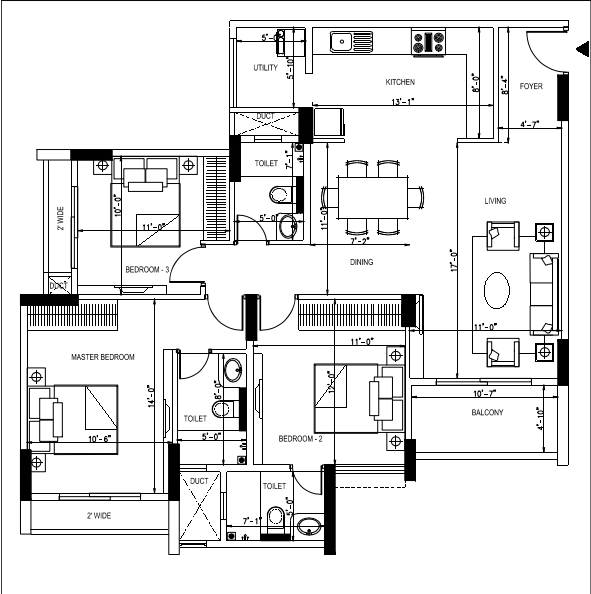 5'-0"
UTILITY
5'-10"
KITCHEN
13'-1"
8'-0"
8'-4"
FOYER
4'-7"
DUCT
TOILET
7'-1"
5'-0"
2' WIDE
10'-0"
11'-0"
BEDROOM - 3
DUCT
11'-0"
7'-2"
DINING
LIVING
17'-0"
11'-0"
MASTER BEDROOM
14'-0"
10'-6"
8'-0"
TOILET
5'-0"
11'-0"
12'-0"
BEDROOM - 2
10'-7"
BALCONY
4'-10"
2' WIDE
DUCT
TOILET
7'-1"
5'-0"